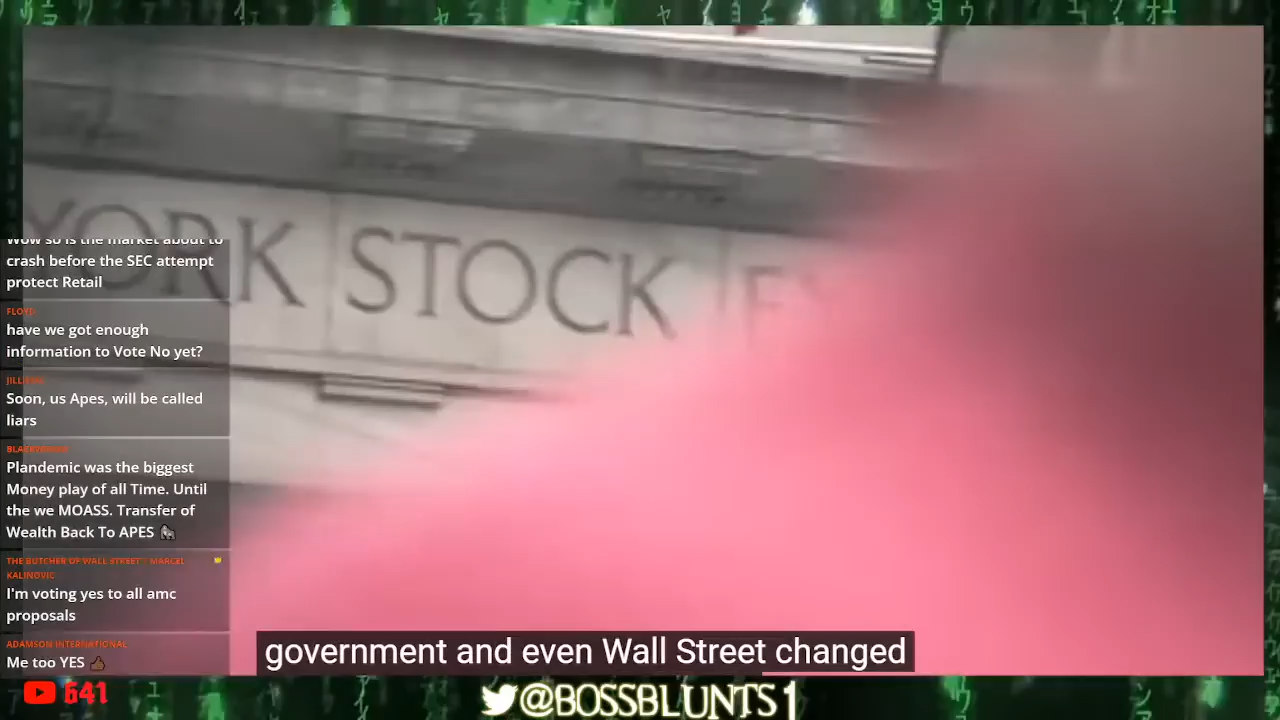 YORK STOCK EX
Wow so is the market about to
crash before the SEC attempt
protect Retail
FLOYD
have we got enough
information to Vote No yet?
Soon, us Apes, will be called
liars
Plandemic was the biggest
Money play of all Time. Until
the we MOASS. Transfer of
Wealth Back To APES 🦍
THE BUTCHER OF WALL STREET - MARCEL
KALINOVIC
I'm voting yes to all amc
proposals
ADAMSON INTERNATIONAL
Me too YES 👍🏾
government and even Wall Street changed
641
@BOSSBLUNTS1